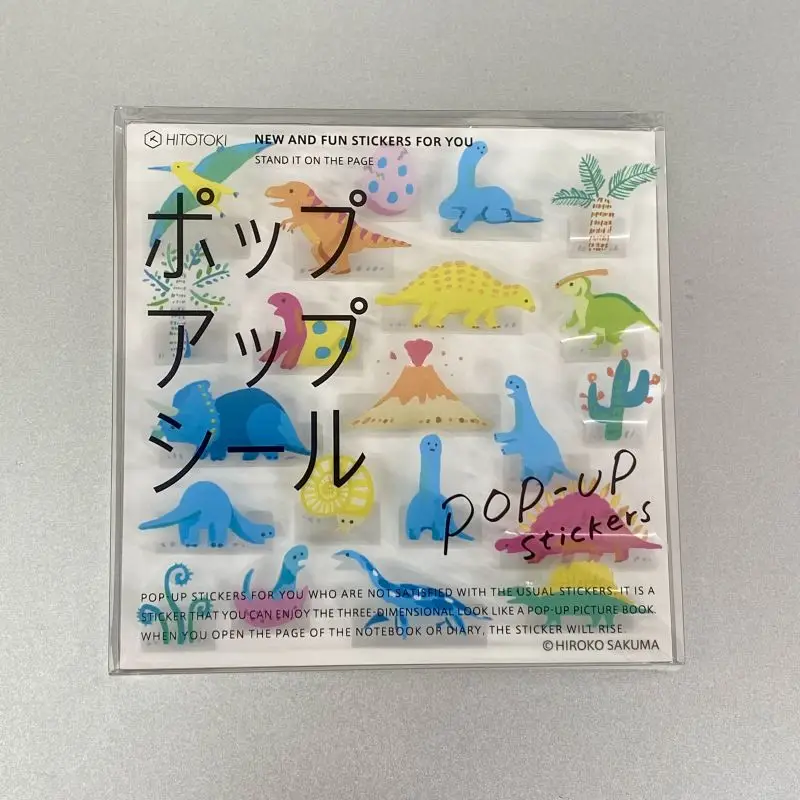 HITOTOKI
NEW AND FUN STICKERS FOR YOU
STAND IT ON THE PAGE
ポップ
アップ
シール
POP-UP
stickers
POP-UP STICKERS FOR YOU WHO ARE NOT SATISFIED WITH THE USUAL STICKERS. IT IS A
STICKER THAT YOU CAN ENJOY THE THREE-DIMENSIONAL LOOK LIKE A POP-UP PICTURE BOOK.
WHEN YOU OPEN THE PAGE OF THE NOTEBOOK OR DIARY, THE STICKER WILL RISE.
©HIROKO SAKUMA